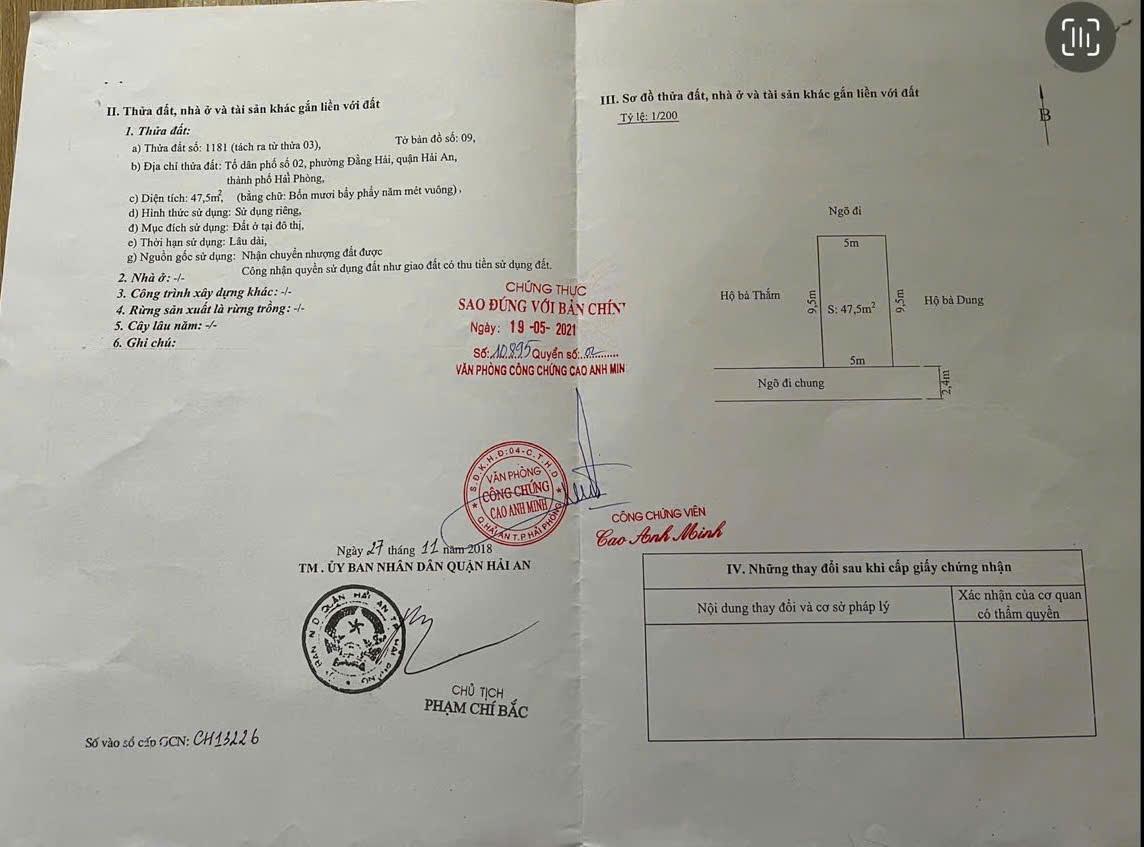 II. Thửa đất, nhà ở và tài sản khác gắn liền với đất
1. Thửa đất:
a) Thửa đất số: 1181 (tách ra từ thửa 03), Tờ bản đồ số: 09,
b) Địa chỉ thửa đất: Tổ dân phố số 02, phường Đằng Hải, quận Hải An,
thành phố Hải Phòng,
c) Diện tích: 47,5m², (bằng chữ: Bốn mươi bẩy phẩy năm mét vuông),
d) Hình thức sử dụng: Sử dụng riêng,
đ) Mục đích sử dụng: Đất ở tại đô thị,
e) Thời hạn sử dụng: Lâu dài,
g) Nguồn gốc sử dụng: Nhận chuyển nhượng đất được
Công nhận quyền sử dụng đất như giao đất có thu tiền sử dụng đất.
2. Nhà ở: -/-
3. Công trình xây dựng khác: -/-
4. Rừng sản xuất là rừng trồng: -/-
5. Cây lâu năm: -/-
6. Ghi chú:
CHỨNG THỰC
SAO ĐÚNG VỚI BẢN CHÍN
Ngày: 19 -05- 2021
Số: 10895 Quyển số: 02
VĂN PHÒNG CÔNG CHỨNG CAO ANH MIN
S.Đ.K.H.Đ:04-C.T.H.D
VĂN PHÒNG
CÔNG CHỨNG
CAO ANH MINH
Q.HẢI AN T.P HẢI PHÒNG
CÔNG CHỨNG VIÊN
Cao Anh Minh
Ngày 27 tháng 11 năm 2018
TM . ỦY BAN NHÂN DÂN QUẬN HẢI AN
CHỦ TỊCH
PHẠM CHÍ BẮC
Số vào sổ cấp GCN: CH13226
III. Sơ đồ thửa đất, nhà ở và tài sản khác gắn liền với đất
Tỷ lệ: 1/200
B
Ngõ đi
5m
Hộ bà Thắm
9,5m
S: 47,5m²
9,5m
Hộ bà Dung
5m
Ngõ đi chung
2,4m
IV. Những thay đổi sau khi cấp giấy chứng nhận
Nội dung thay đổi và cơ sở pháp lý
Xác nhận của cơ quan
có thẩm quyền